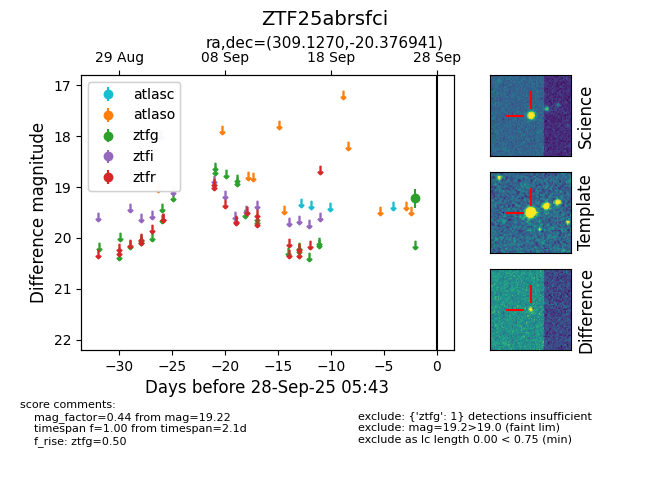 ZTF25abrsfci
ra,dec=(309.1270,-20.376941)
29 Aug 08 Sep 18 Sep 28 Sep
17
18
19
20
21
22
Difference magnitude
atlasc
atlaso
ztfg
ztfi
ztfr
−30 −25 −20 −15 −10 −5 0
Days before 28-Sep-25 05:43
Science
Template
Difference
score comments:
mag_factor=0.44 from mag=19.22
timespan f=1.00 from timespan=2.1d
f_rise: ztfg=0.50
exclude: {'ztfg': 1} detections insufficient
exclude: mag=19.2>19.0 (faint lim)
exclude as lc length 0.00 < 0.75 (min)